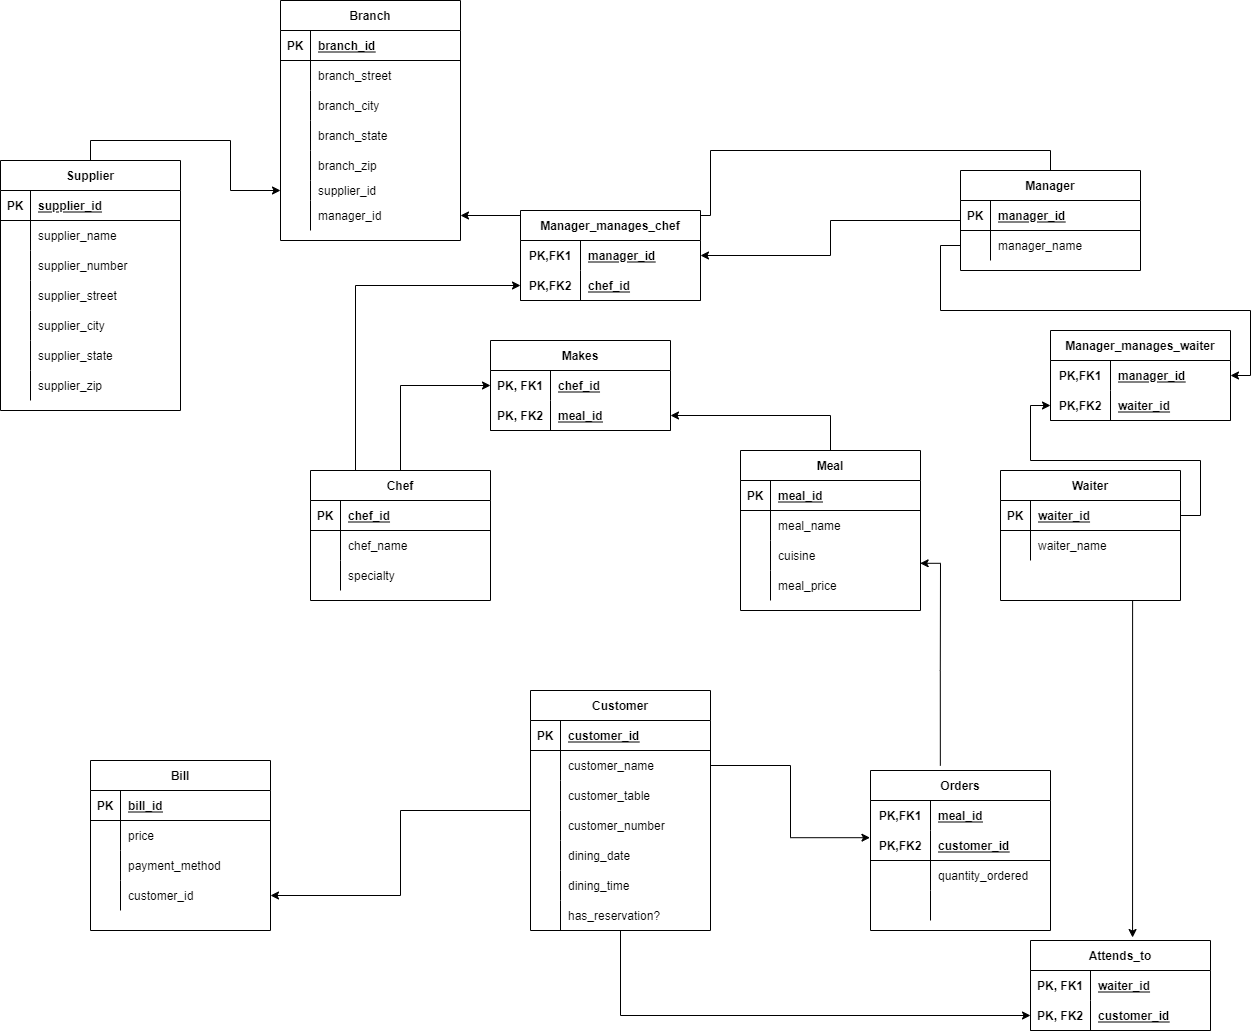 Branch
PK branch_id
branch_street
branch_city
branch_state
branch_zip
supplier_id
manager_id
Supplier
PK supplier_id
supplier_name
supplier_number
supplier_street
supplier_city
supplier_state
supplier_zip
Manager_manages_chef
PK,FK1 manager_id
PK,FK2 chef_id
Manager
PK manager_id
manager_name
Manager_manages_waiter
PK,FK1 manager_id
PK,FK2 waiter_id
Makes
PK, FK1 chef_id
PK, FK2 meal_id
Chef
PK chef_id
chef_name
specialty
Meal
PK meal_id
meal_name
cuisine
meal_price
Waiter
PK waiter_id
waiter_name
Customer
PK customer_id
customer_name
customer_table
customer_number
dining_date
dining_time
has_reservation?
Bill
PK bill_id
price
payment_method
customer_id
Orders
PK,FK1 meal_id
PK,FK2 customer_id
quantity_ordered
Attends_to
PK, FK1 waiter_id
PK, FK2 customer_id